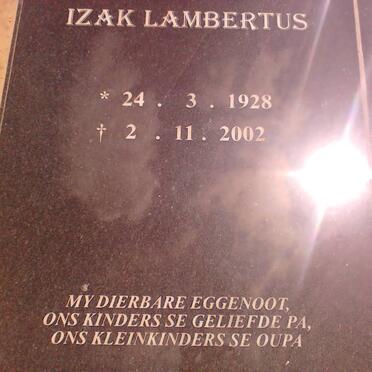 IZAK LAMBERTUS
* 24 . 3 . 1928
† 2 . 11 . 2002
MY DIERBARE EGGENOOT,
ONS KINDERS SE GELIEFDE PA,
ONS KLEINKINDERS SE OUPA